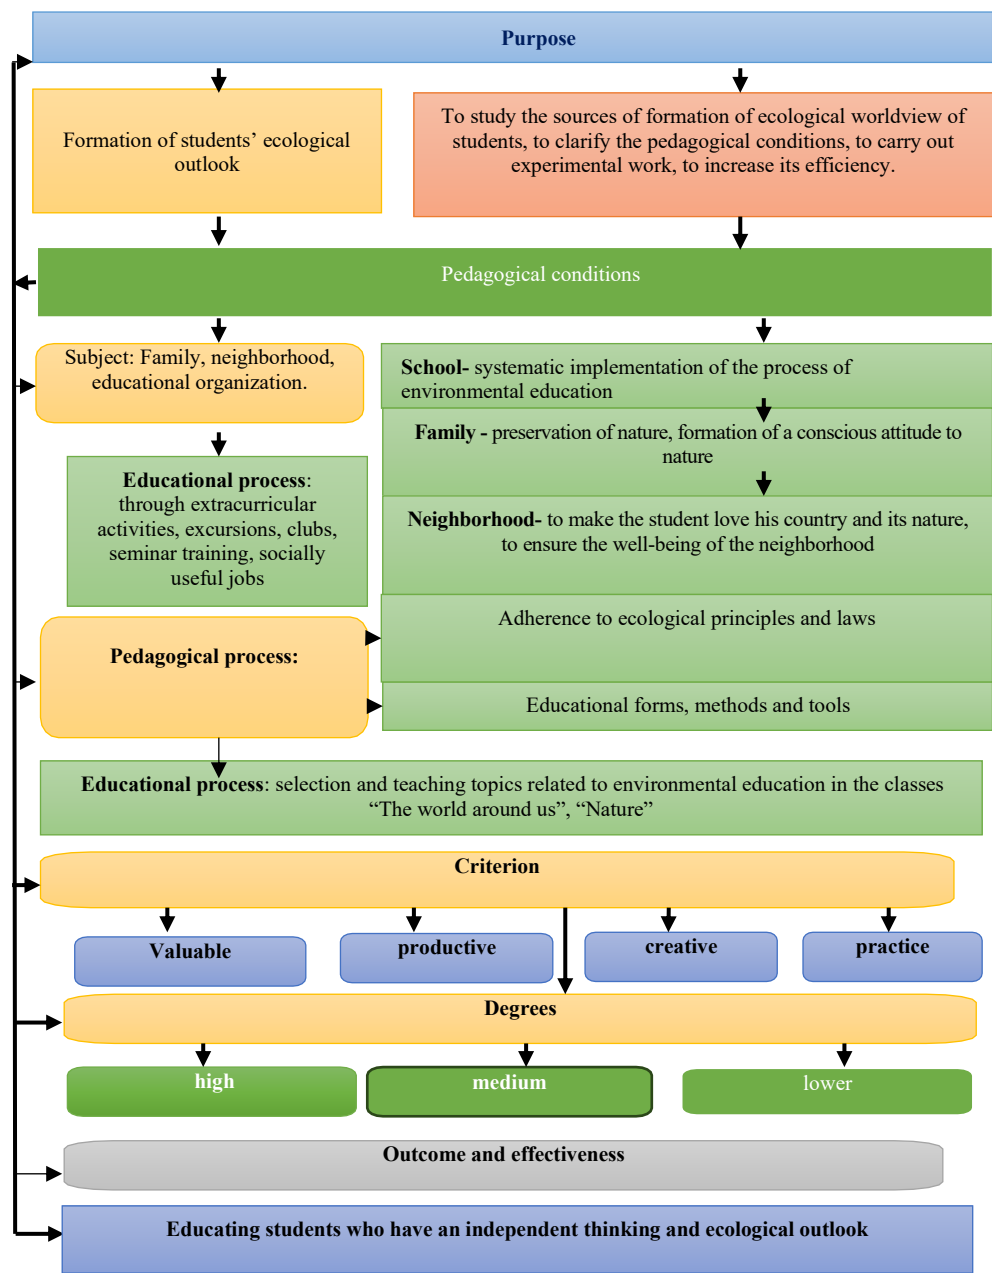 Purpose
Formation of students’ ecological
outlook
To study the sources of formation of ecological worldview of
students, to clarify the pedagogical conditions, to carry out
experimental work, to increase its efficiency.
Pedagogical conditions
Subject: Family, neighborhood,
educational organization.
School- systematic implementation of the process of
environmental education
Family - preservation of nature, formation of a conscious attitude to
nature
Educational process:
through extracurricular
activities, excursions, clubs,
seminar training, socially
useful jobs
Neighborhood- to make the student love his country and its nature,
to ensure the well-being of the neighborhood
Pedagogical process:
Adherence to ecological principles and laws
Educational forms, methods and tools
Educational process: selection and teaching topics related to environmental education in the classes
“The world around us”, “Nature”
Criterion
Valuable
productive
creative
practice
Degrees
high
medium
lower
Outcome and effectiveness
Educating students who have an independent thinking and ecological outlook